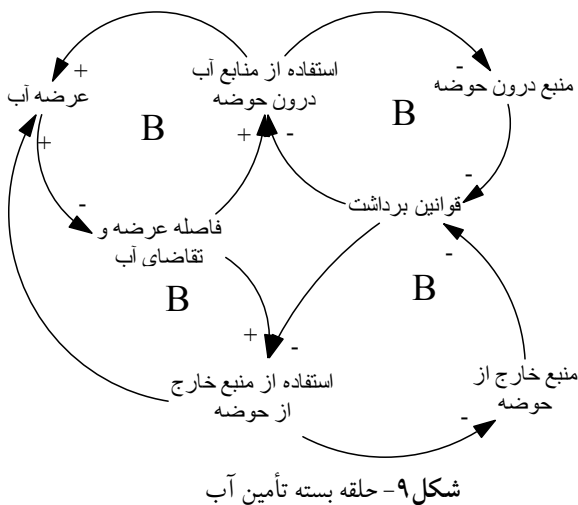 استفاده از منابع آب
درون حوضه
عرضه آب
منبع درون حوضه
+
-
B
B
+
+
-
-
-
قوانین برداشت
فاصله عرضه و
تقاضای آب
-
B
B
+
-
استفاده از منبع خارج
از حوضه
منبع خارج از
حوضه
-
شکل۹- حلقه بسته تأمین آب